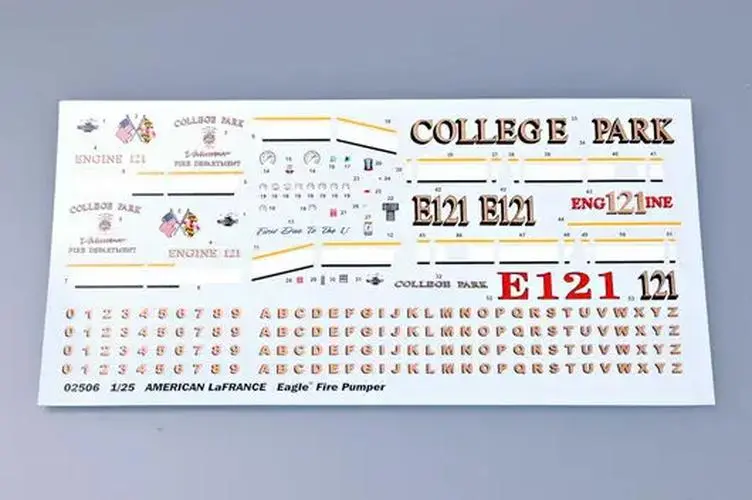 COLLEGE PARK
COLLEGE PARK
ENGINE 121
Volunteer
FIRE DEPARTMENT
E121 E121
ENG121INE
COLLEGE PARK
Volunteer
FIRE DEPARTMENT
ENGINE 121
First Due To The U
COLLEGE PARK
E121
121
0 1 2 3 4 5 6 7 8 9 A B C D E F G I J K L M N O P Q R S T U V W X Y Z
0 1 2 3 4 5 6 7 8 9 A B C D E F G I J K L M N O P Q R S T U V W X Y Z
0 1 2 3 4 5 6 7 8 9 A B C D E F G I J K L M N O P Q R S T U V W X Y Z
0 1 2 3 4 5 6 7 8 9 A B C D E F G I J K L M N O P Q R S T U V W X Y Z
02506 1/25 AMERICAN LaFRANCE Eagle Fire Pumper